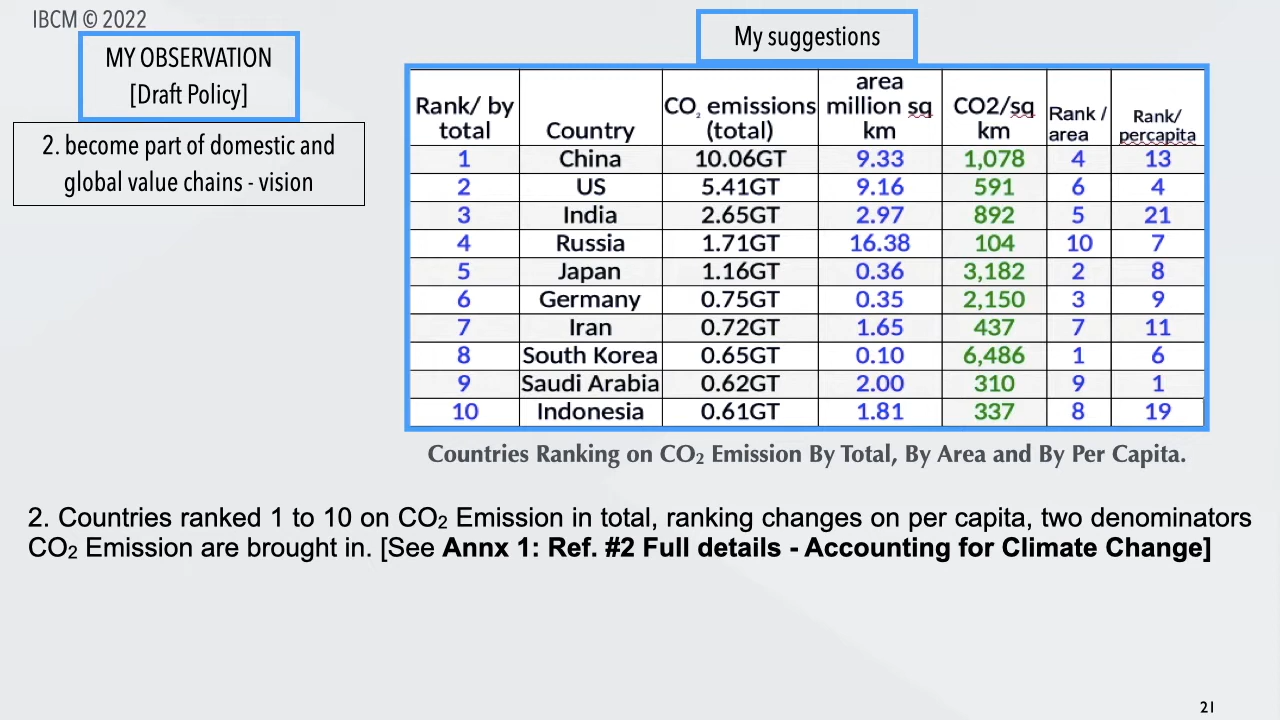 IBCM © 2022
MY OBSERVATION
[Draft Policy]
2. become part of domestic and
global value chains - vision
My suggestions
Rank/ by total Country CO₂ emissions (total) area million sq km CO2/sq km Rank / area Rank/ percapita
1 China 10.06GT 9.33 1,078 4 13
2 US 5.41GT 9.16 591 6 4
3 India 2.65GT 2.97 892 5 21
4 Russia 1.71GT 16.38 104 10 7
5 Japan 1.16GT 0.36 3,182 2 8
6 Germany 0.75GT 0.35 2,150 3 9
7 Iran 0.72GT 1.65 437 7 11
8 South Korea 0.65GT 0.10 6,486 1 6
9 Saudi Arabia 0.62GT 2.00 310 9 1
10 Indonesia 0.61GT 1.81 337 8 19
Countries Ranking on CO₂ Emission By Total, By Area and By Per Capita.
2. Countries ranked 1 to 10 on CO₂ Emission in total, ranking changes on per capita, two denominators
CO₂ Emission are brought in. [See Annx 1: Ref. #2 Full details - Accounting for Climate Change]
21